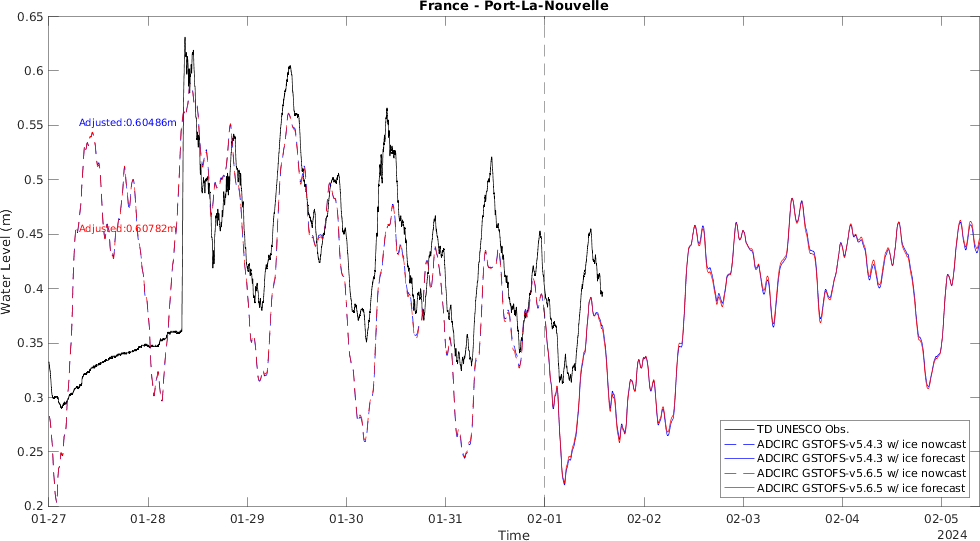 France - Port-La-Nouvelle
0.65
0.6
0.55
0.5
0.45
0.4
0.35
0.3
0.25
0.2
Water Level (m)
Adjusted:0.60486m
Adjusted:0.60782m
TD UNESCO Obs.
ADCIRC GSTOFS-v5.4.3 w/ ice nowcast
ADCIRC GSTOFS-v5.4.3 w/ ice forecast
ADCIRC GSTOFS-v5.6.5 w/ ice nowcast
ADCIRC GSTOFS-v5.6.5 w/ ice forecast
01-27 01-28 01-29 01-30 01-31 02-01 02-02 02-03 02-04 02-05
Time
2024